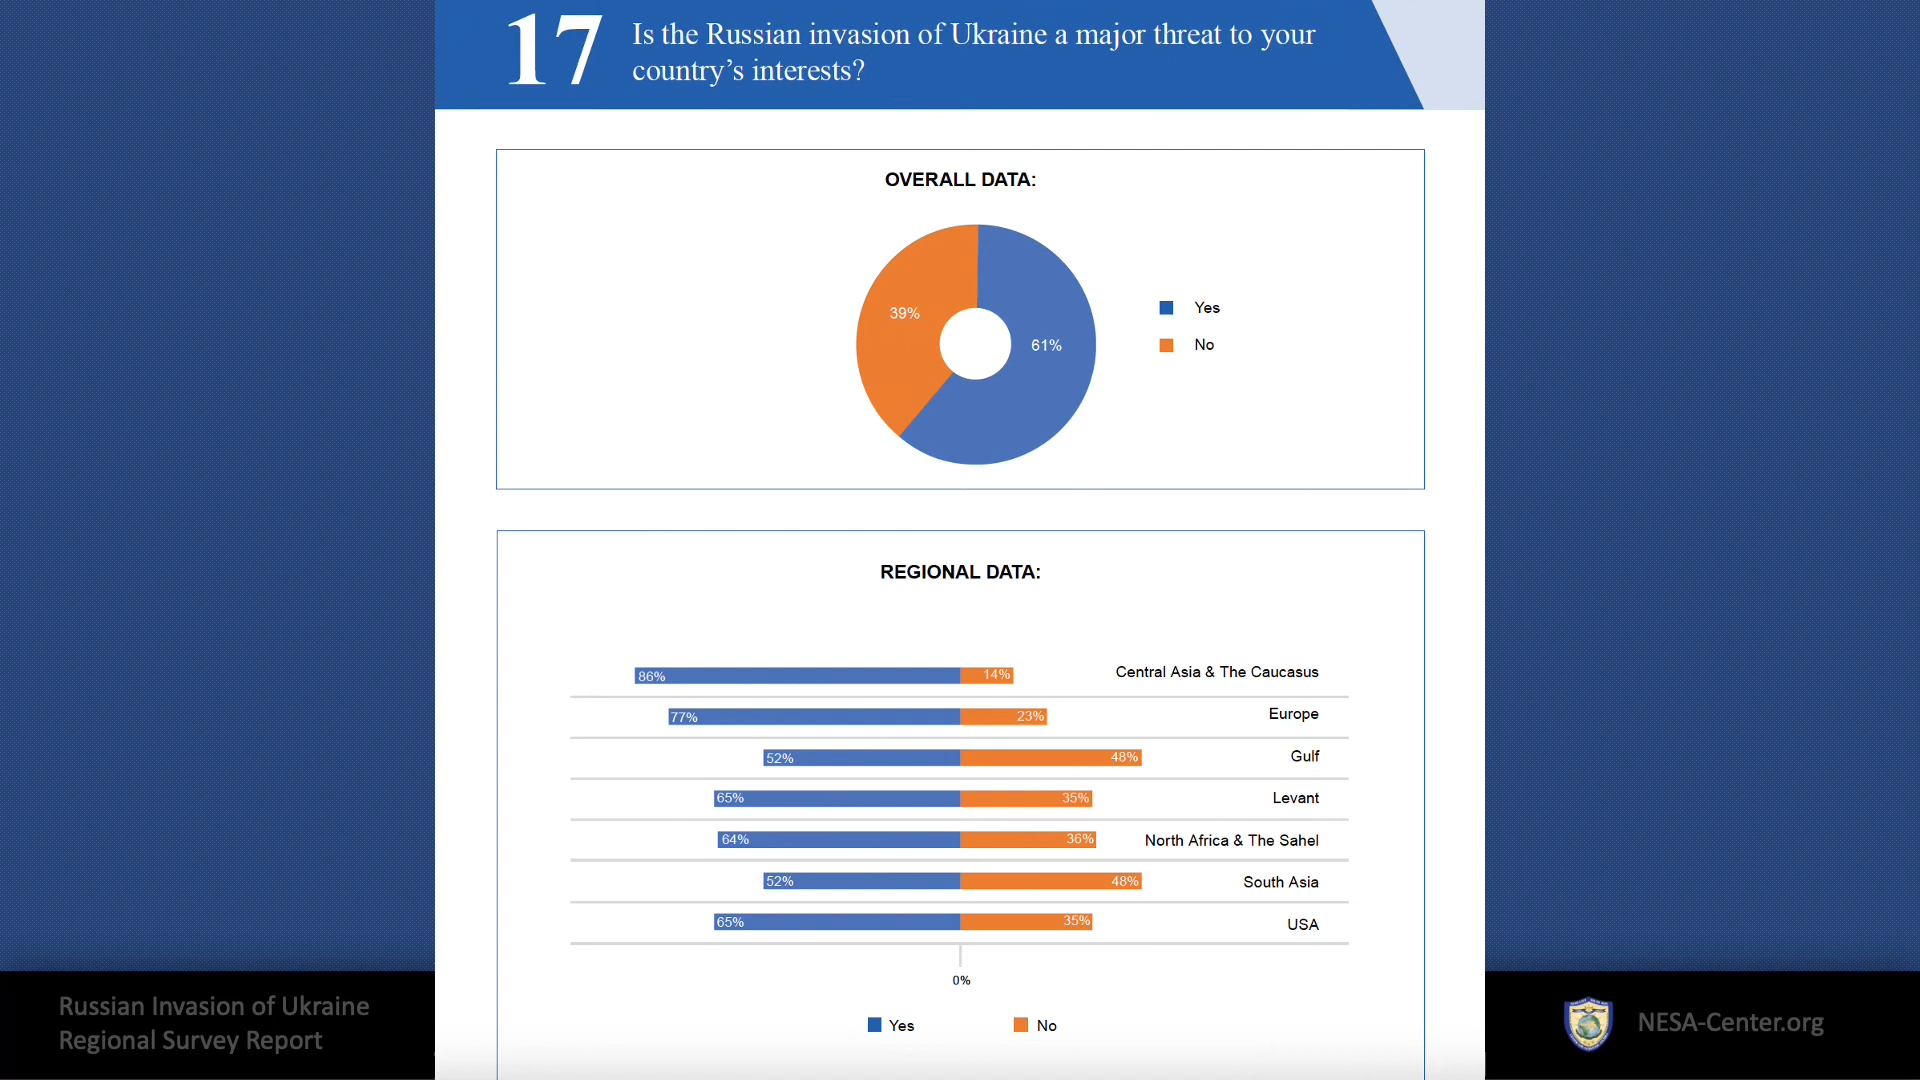 17
Is the Russian invasion of Ukraine a major threat to your
country's interests?
OVERALL DATA:
39%
61%
Yes
No
REGIONAL DATA:
86% 14% Central Asia & The Caucasus
77% 23% Europe
52% 48% Gulf
65% 35% Levant
64% 36% North Africa & The Sahel
52% 48% South Asia
65% 35% USA
0%
Yes No
Russian Invasion of Ukraine
Regional Survey Report
NESA-Center.org